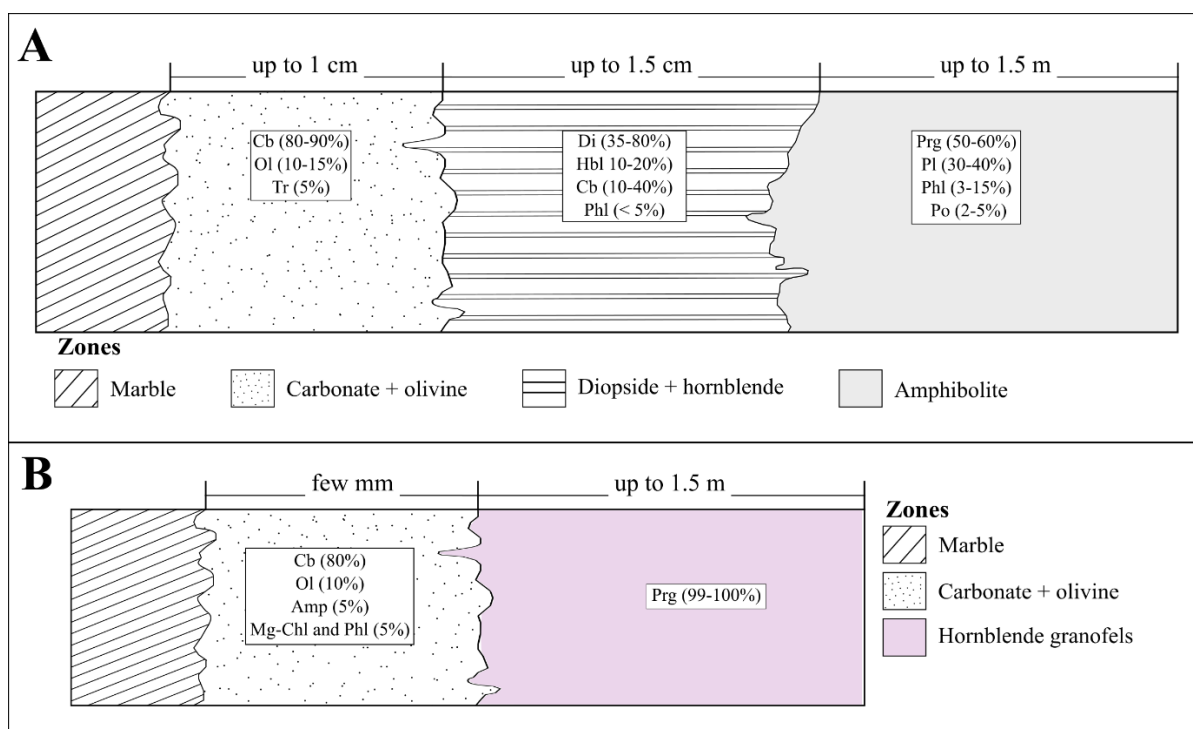 A
up to 1 cm
up to 1.5 cm
up to 1.5 m
Cb (80-90%)
Ol (10-15%)
Tr (5%)
Di (35-80%)
Hbl 10-20%)
Cb (10-40%)
Phl (< 5%)
Prg (50-60%)
Pl (30-40%)
Phl (3-15%)
Po (2-5%)
Zones
Marble
Carbonate + olivine
Diopside + hornblende
Amphibolite
B
few mm
up to 1.5 m
Cb (80%)
Ol (10%)
Amp (5%)
Mg-Chl and Phl (5%)
Prg (99-100%)
Zones
Marble
Carbonate + olivine
Hornblende granofels